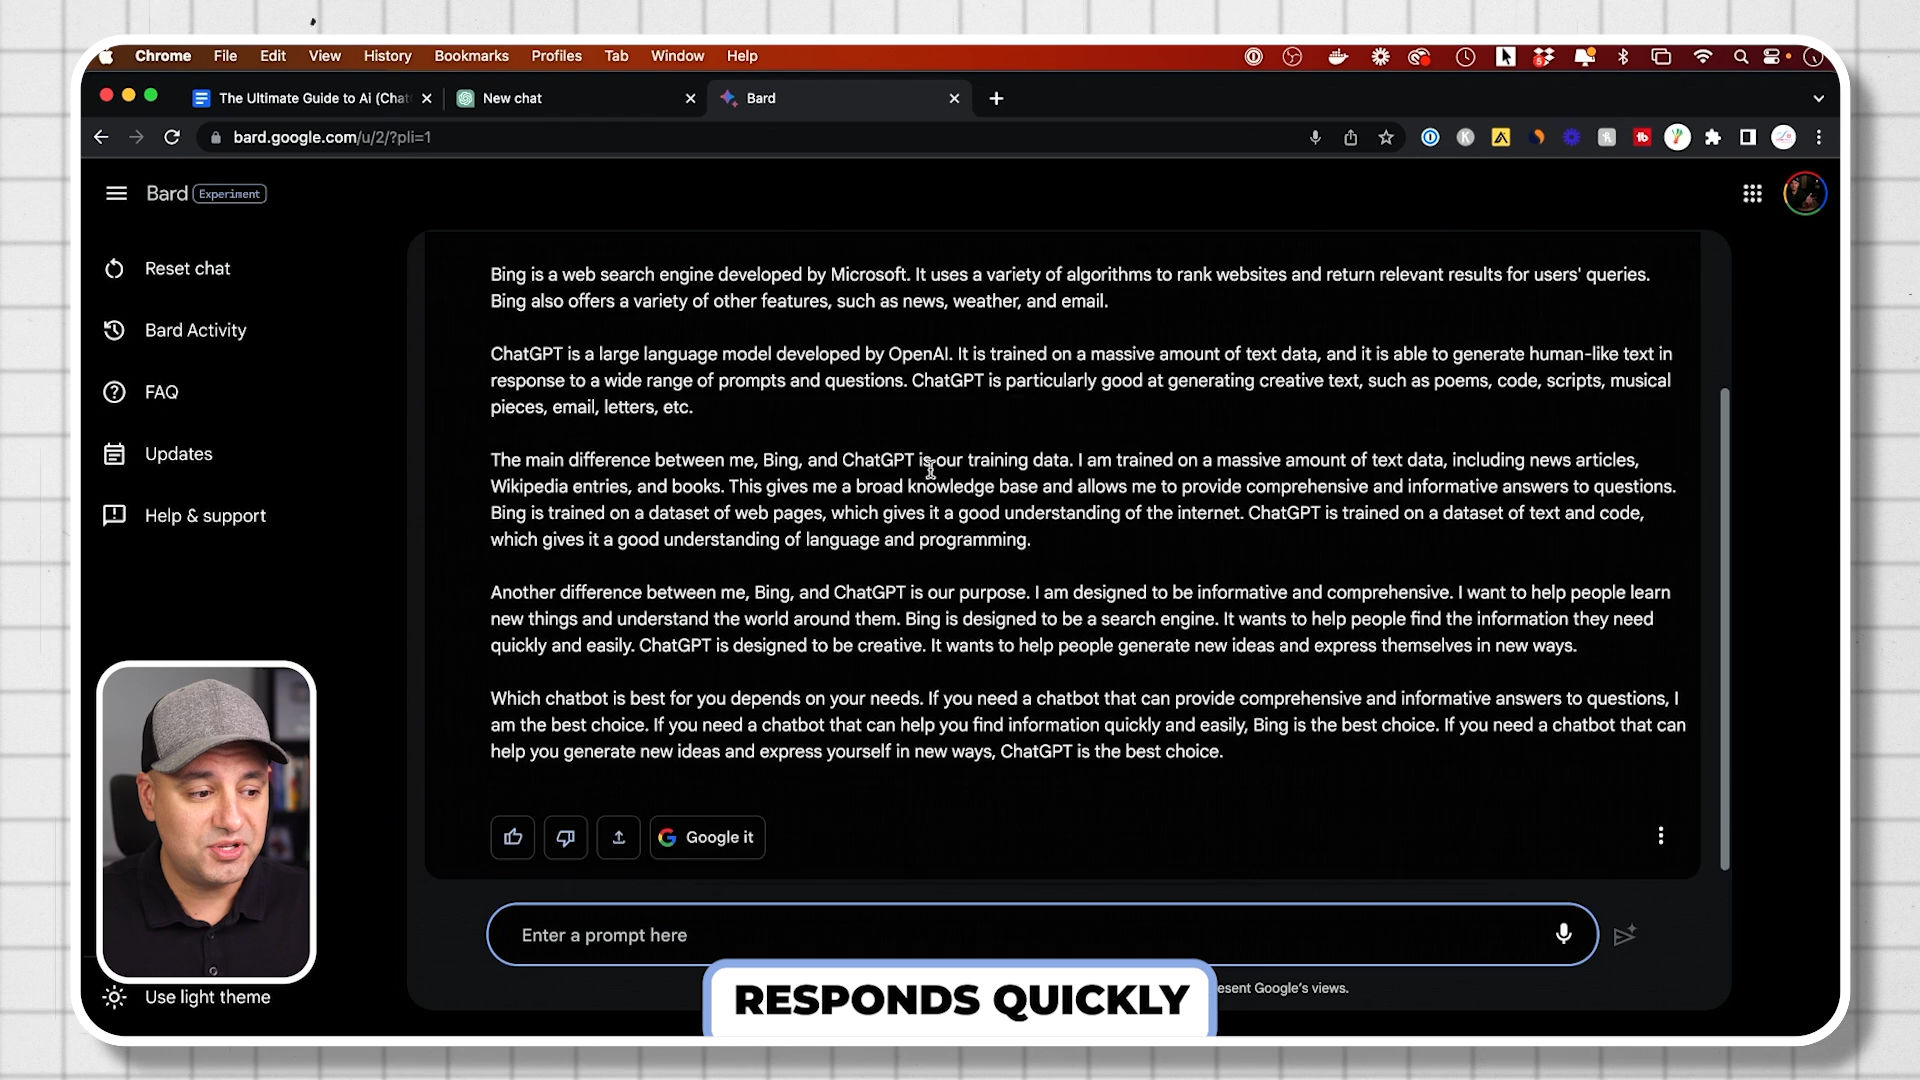 Chrome File Edit View History Bookmarks Profiles Tab Window Help
The Ultimate Guide to Ai (Chat
New chat
Bard
bard.google.com/u/2/?pli=1
Bard Experiment
Reset chat
Bard Activity
FAQ
Updates
Help & support
Use light theme
Bing is a web search engine developed by Microsoft. It uses a variety of algorithms to rank websites and return relevant results for users' queries.
Bing also offers a variety of other features, such as news, weather, and email.
ChatGPT is a large language model developed by OpenAI. It is trained on a massive amount of text data, and it is able to generate human-like text in
response to a wide range of prompts and questions. ChatGPT is particularly good at generating creative text, such as poems, code, scripts, musical
pieces, email, letters, etc.
The main difference between me, Bing, and ChatGPT is our training data. I am trained on a massive amount of text data, including news articles,
Wikipedia entries, and books. This gives me a broad knowledge base and allows me to provide comprehensive and informative answers to questions.
Bing is trained on a dataset of web pages, which gives it a good understanding of the internet. ChatGPT is trained on a dataset of text and code,
which gives it a good understanding of language and programming.
Another difference between me, Bing, and ChatGPT is our purpose. I am designed to be informative and comprehensive. I want to help people learn
new things and understand the world around them. Bing is designed to be a search engine. It wants to help people find the information they need
quickly and easily. ChatGPT is designed to be creative. It wants to help people generate new ideas and express themselves in new ways.
Which chatbot is best for you depends on your needs. If you need a chatbot that can provide comprehensive and informative answers to questions, I
am the best choice. If you need a chatbot that can help you find information quickly and easily, Bing is the best choice. If you need a chatbot that can
help you generate new ideas and express yourself in new ways, ChatGPT is the best choice.
Google it
Enter a prompt here
esent Google's views.
RESPONDS QUICKLY